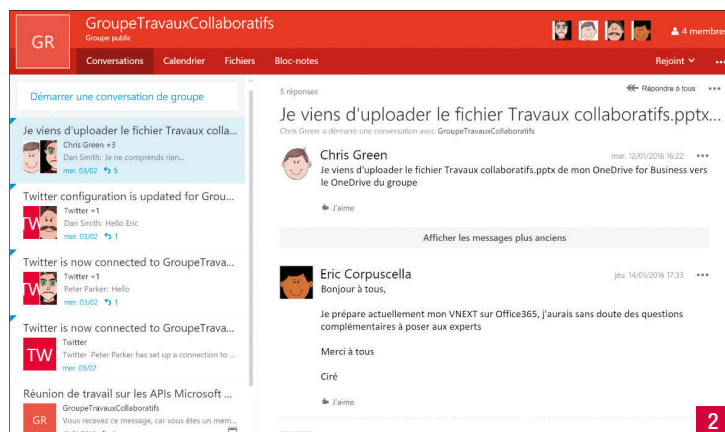 GR
GroupeTravauxCollaboratifs
Groupe public
4 membres
Conversations Calendrier Fichiers Bloc-notes
Rejoint
Démarrer une conversation de groupe
Je viens d'uploader le fichier Travaux colla...
Chris Green +3
Dan Smith: Je ne comprends rien...
mer. 03/02 5
Twitter configuration is updated for Grou...
TW
Twitter +1
Dan Smith: Hello Eric
mer. 03/02 1
Twitter is now connected to GroupeTrava...
TW
Twitter +1
Peter Parker: Hello
mer. 03/02 1
Twitter is now connected to GroupeTrava...
TW
Twitter
Twitter Peter Parker has set up a connection to ...
mer. 03/02
Réunion de travail sur les APIs Microsoft ...
GR
GroupeTravauxCollaboratifs
Vous recevez ce message, car vous êtes un mem...
5 réponses
Répondre à tous ...
Je viens d'uploader le fichier Travaux collaboratifs.pptx...
Chris Green a démarré une conversation avec GroupeTravauxCollaboratifs
Chris Green
mar. 12/01/2016 16:22
Je viens d'uploader le fichier Travaux collaboratifs.pptx de mon OneDrive for Business vers
le OneDrive du groupe
J'aime
Afficher les messages plus anciens
Eric Corpuscella
jeu. 14/01/2016 17:33
Bonjour à tous,
Je prépare actuellement mon VNEXT sur Office365, j'aurais sans doute des questions
complémentaires à poser aux experts
Merci à tous
Ciré
J'aime
2